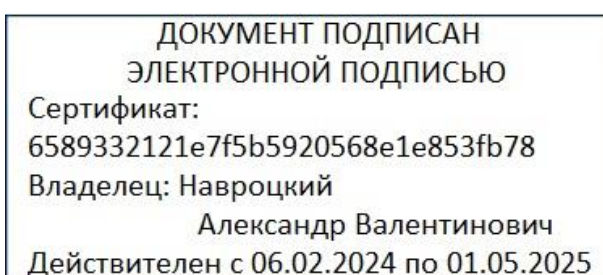 ДОКУМЕНТ ПОДПИСАН
ЭЛЕКТРОННОЙ ПОДПИСЬЮ
Сертификат:
6589332121e7f5b5920568e1e853fb78
Владелец: Навроцкий
Александр Валентинович
Действителен с 06.02.2024 по 01.05.2025